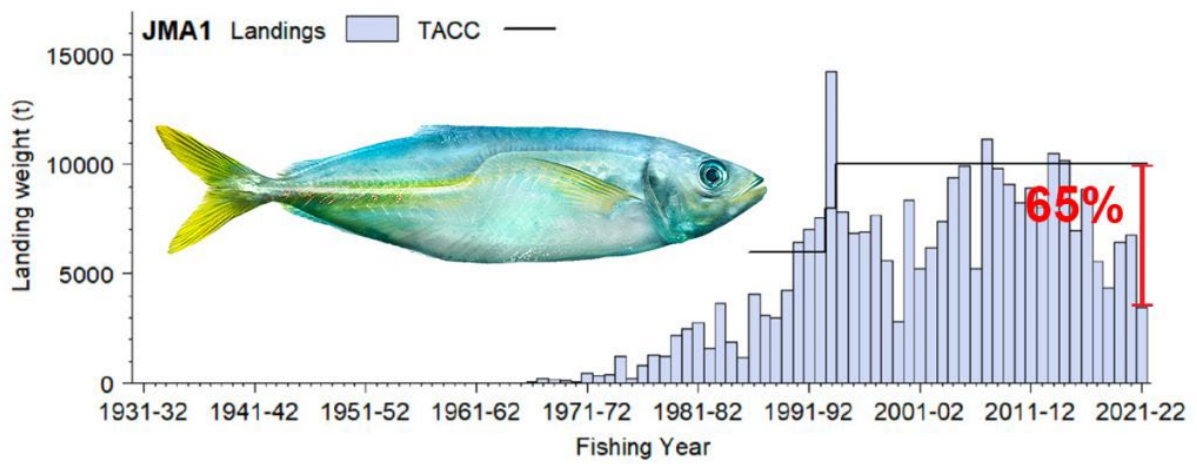 JMA1 Landings TACC
Landing weight (t)
15000
10000
5000
0
65%
1931-32 1941-42 1951-52 1961-62 1971-72 1981-82 1991-92 2001-02 2011-12 2021-22
Fishing Year